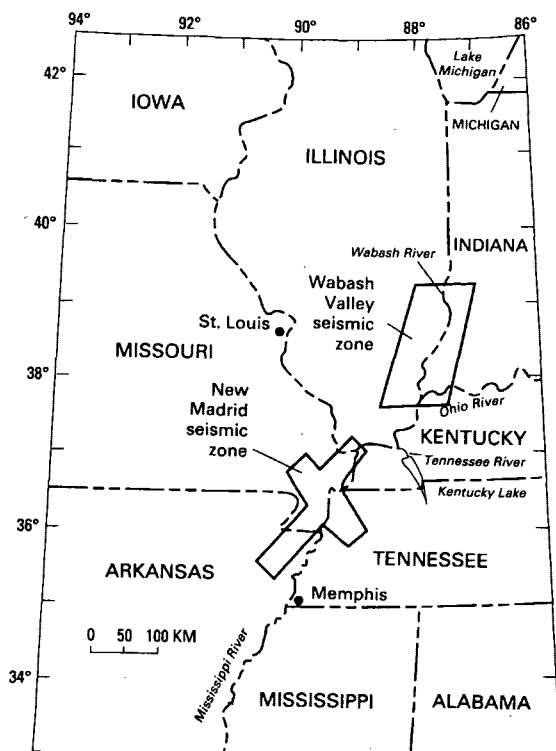 94°
92°
90°
88°
86°
42°
Lake
Michigan
IOWA
MICHIGAN
ILLINOIS
40°
INDIANA
Wabash River
Wabash
Valley
seismic
zone
St. Louis
MISSOURI
38°
New
Madrid
seismic
zone
Ohio River
KENTUCKY
Tennessee River
Kentucky Lake
36°
ARKANSAS
TENNESSEE
Memphis
0 50 100 KM
Mississippi River
34°
MISSISSIPPI
ALABAMA